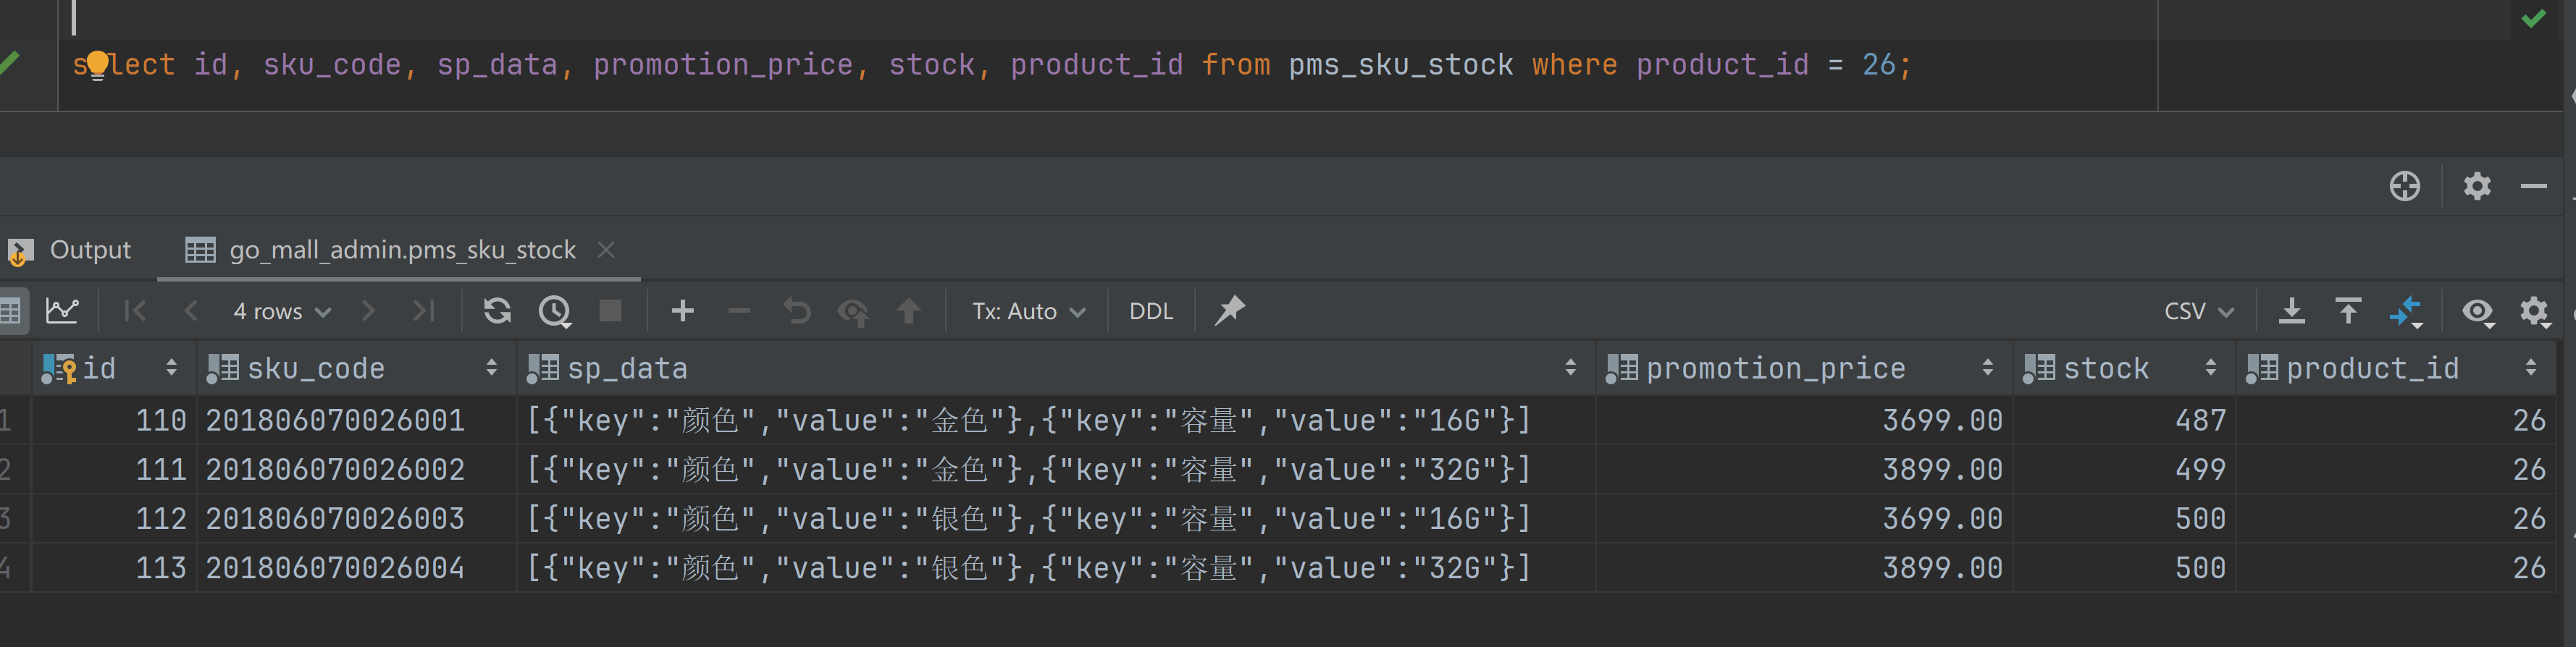 select id, sku_code, sp_data, promotion_price, stock, product_id from pms_sku_stock where product_id = 26;
Output go_mall_admin.pms_sku_stock
4 rows Tx: Auto DDL CSV
id sku_code sp_data promotion_price stock product_id
1 110 201806070026001 [{"key":"颜色","value":"金色"},{"key":"容量","value":"16G"}] 3699.00 487 26
2 111 201806070026002 [{"key":"颜色","value":"金色"},{"key":"容量","value":"32G"}] 3899.00 499 26
3 112 201806070026003 [{"key":"颜色","value":"银色"},{"key":"容量","value":"16G"}] 3699.00 500 26
4 113 201806070026004 [{"key":"颜色","value":"银色"},{"key":"容量","value":"32G"}] 3899.00 500 26